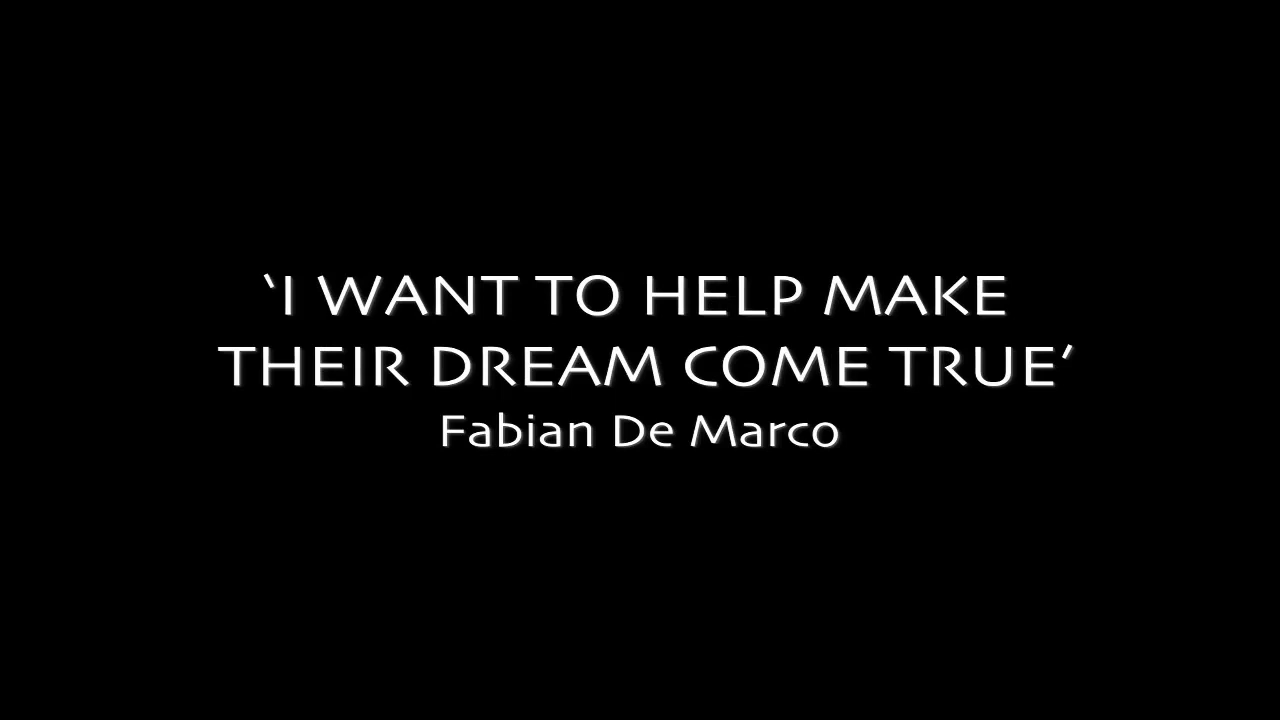 ‘I WANT TO HELP MAKE
THEIR DREAM COME TRUE’
Fabian De Marco